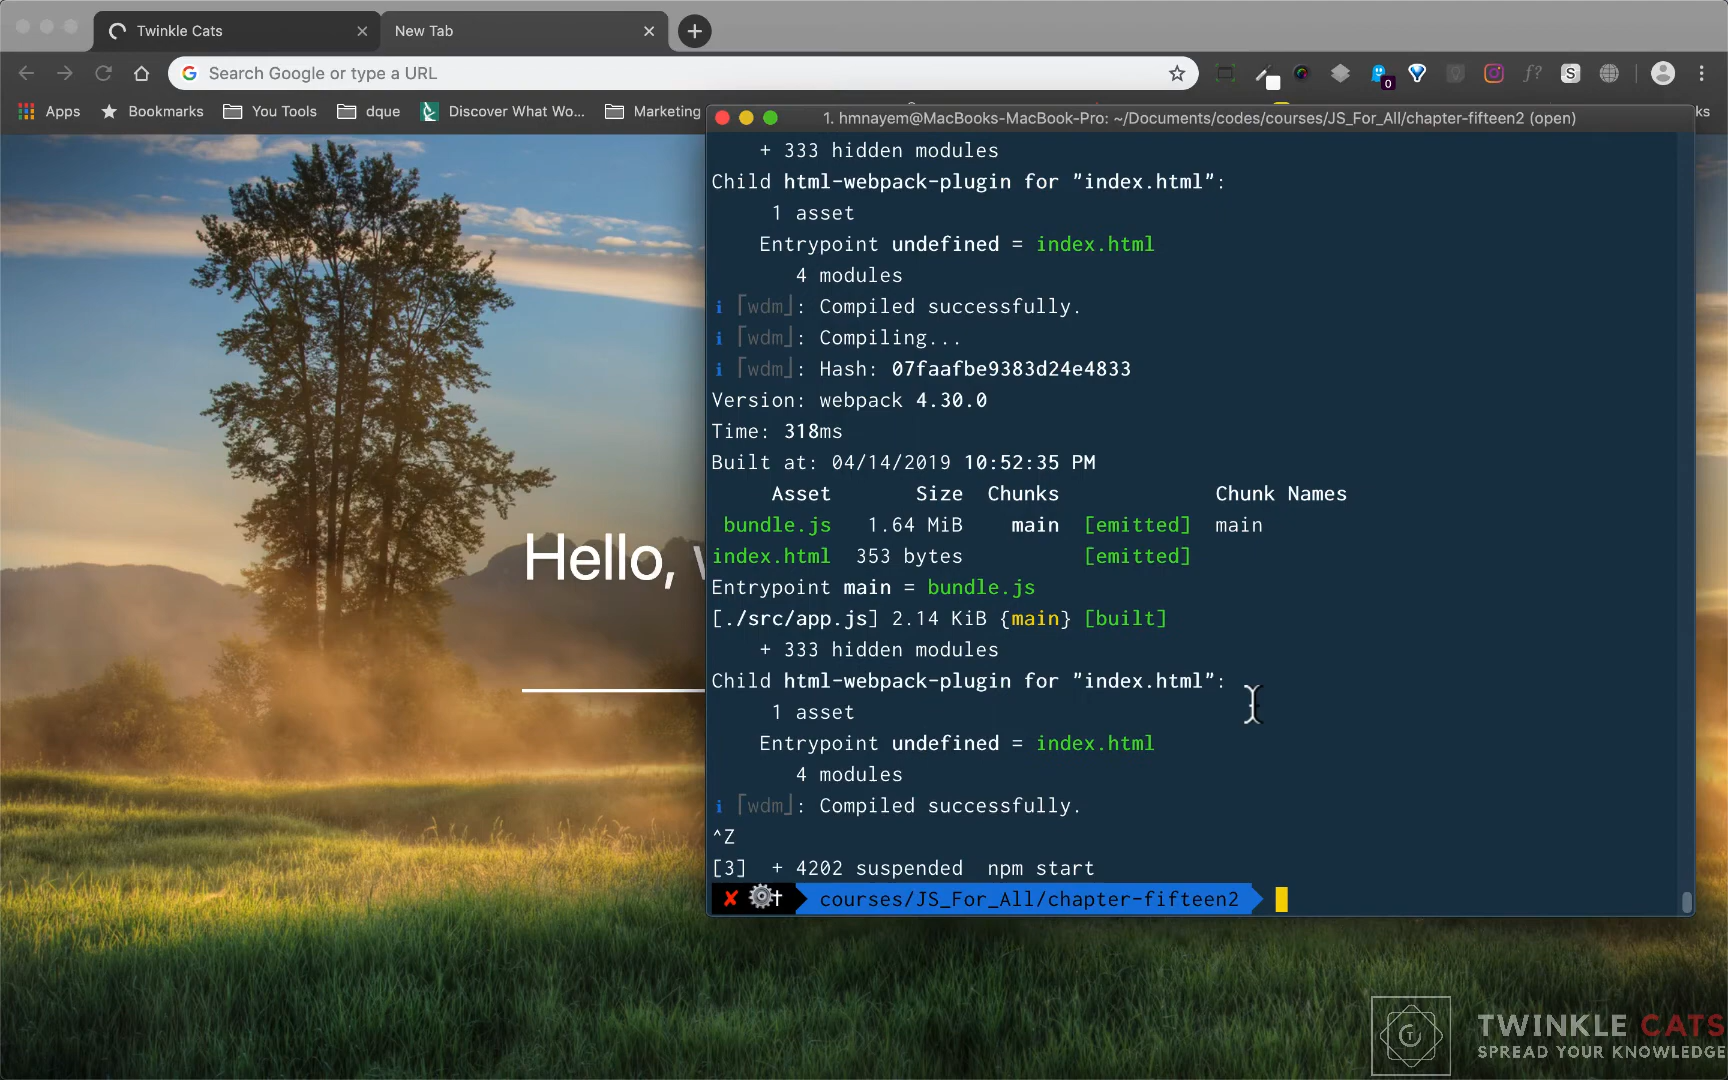 Twinkle Cats
New Tab
Search Google or type a URL
f?
S
0
Apps
Bookmarks
You Tools
dque
Discover What Wo...
Marketing
ks
1. hmnayem@MacBooks-MacBook-Pro: ~/Documents/codes/courses/JS_For_All/chapter-fifteen2 (open)
+ 333 hidden modules
Child html-webpack-plugin for "index.html":
1 asset
Entrypoint undefined = index.html
4 modules
i ｢wdm｣: Compiled successfully.
i ｢wdm｣: Compiling...
i ｢wdm｣: Hash: 07faafbe9383d24e4833
Version: webpack 4.30.0
Time: 318ms
Built at: 04/14/2019 10:52:35 PM
Asset Size Chunks Chunk Names
bundle.js 1.64 MiB main [emitted] main
index.html 353 bytes [emitted]
Entrypoint main = bundle.js
[./src/app.js] 2.14 KiB {main} [built]
+ 333 hidden modules
Child html-webpack-plugin for "index.html":
1 asset
Entrypoint undefined = index.html
4 modules
i ｢wdm｣: Compiled successfully.
^Z
[3] + 4202 suspended npm start
✘ ⚙† courses/JS_For_All/chapter-fifteen2
Hello,
TWINKLE CATS
SPREAD YOUR KNOWLEDGE